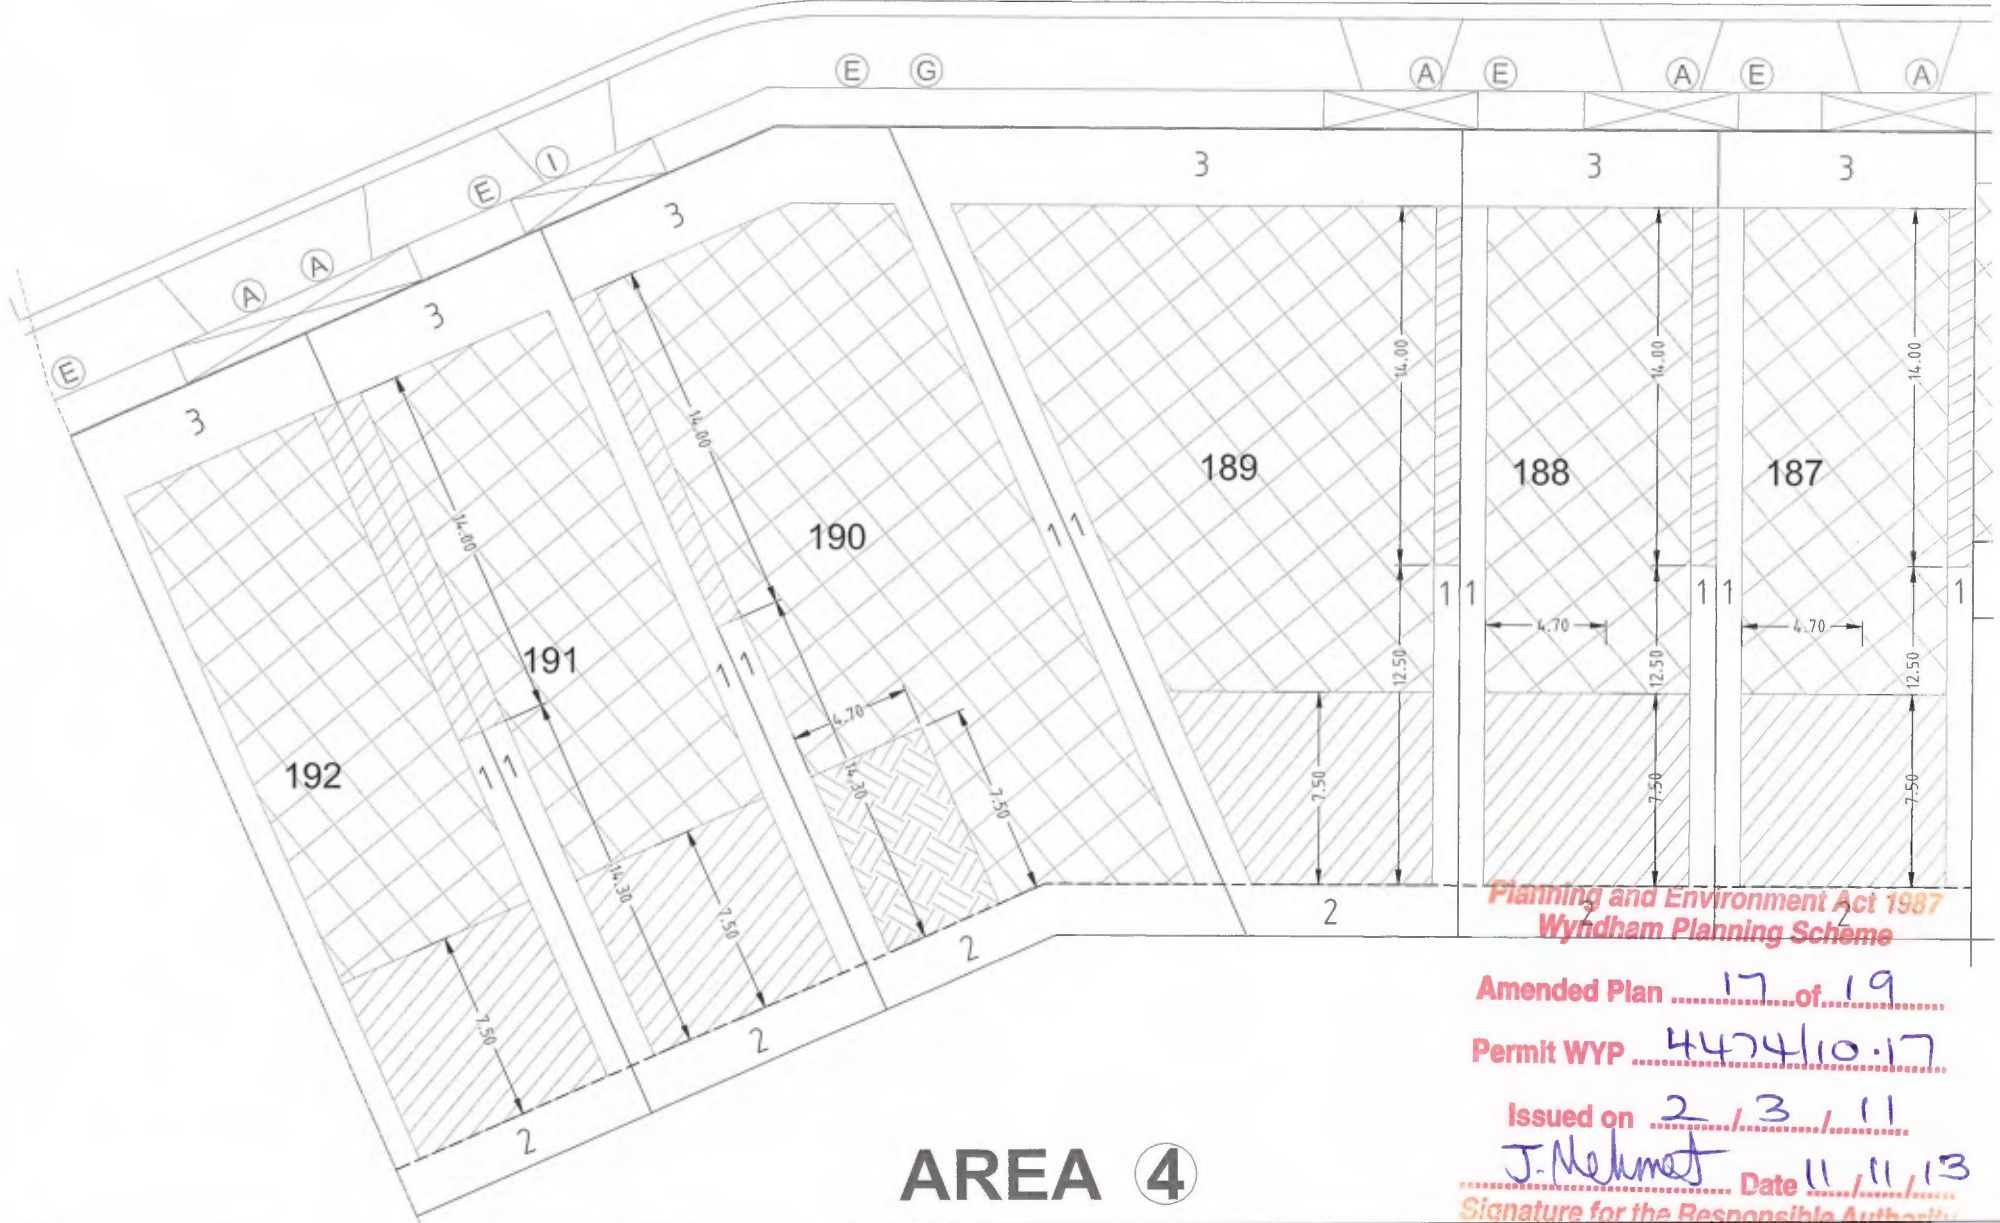 E G A E A E A
I
E
A
A
E
3 3 3 3 3 3
14.00 14.00 14.00
14.00 14.00
189 188 187
190
191
192
1 1 1 1 1 1 1
1 1
1 1
4.70 4.70 4.70
12.50 12.50 12.50
14.30 14.30
7.50 7.50 7.50 7.50 7.50 7.50
2 2 2 2 2 2
Planning and Environment Act 1987
Wyndham Planning Scheme
Amended Plan 17 of 19
Permit WYP 4474/10.17
Issued on 2/3/11
J. Mehmet Date 11/11/13
Signature for the Responsible Authority
AREA 4